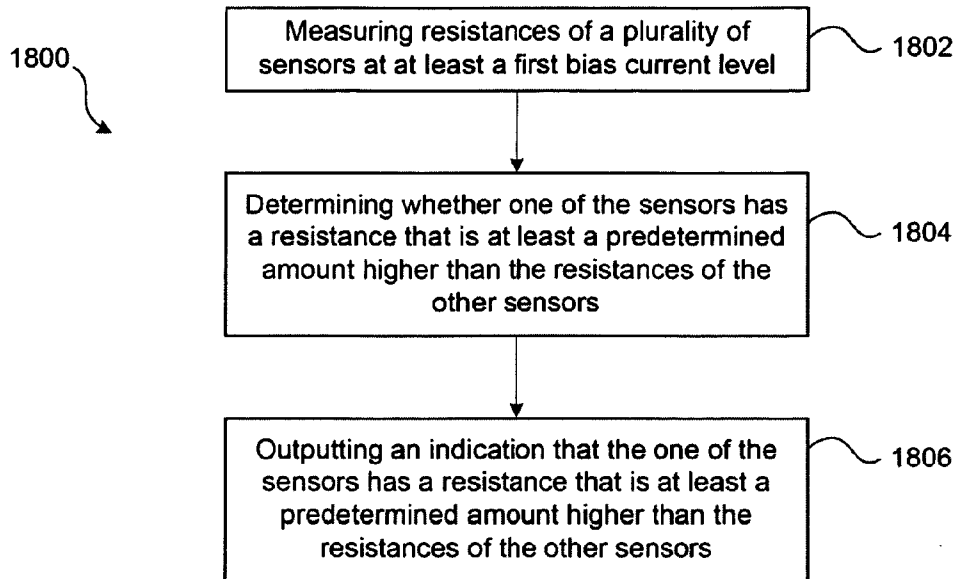 1800
Measuring resistances of a plurality of
sensors at at least a first bias current level
1802
Determining whether one of the sensors has
a resistance that is at least a predetermined
amount higher than the resistances of the
other sensors
1804
Outputting an indication that the one of the
sensors has a resistance that is at least a
predetermined amount higher than the
resistances of the other sensors
1806